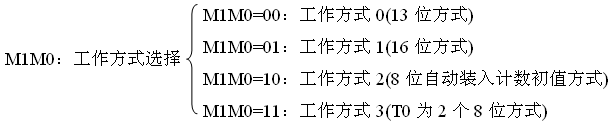 M1M0=00：工作方式 0(13 位方式)
M1M0=01：工作方式 1(16 位方式)
M1M0：工作方式选择
M1M0=10：工作方式 2(8 位自动装入计数初值方式)
M1M0=11：工作方式 3(T0 为 2 个 8 位方式)